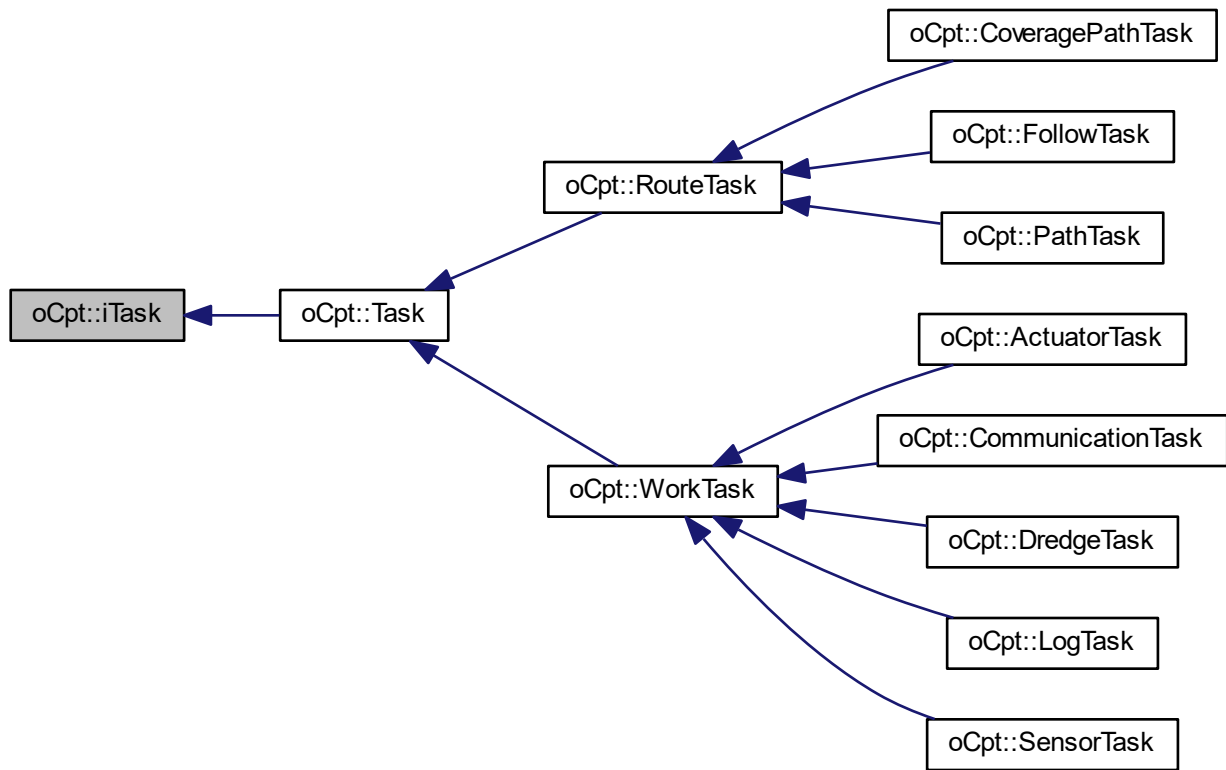 oCpt::CoveragePathTask
oCpt::FollowTask
oCpt::RouteTask
oCpt::PathTask
oCpt::iTask
oCpt::Task
oCpt::ActuatorTask
oCpt::CommunicationTask
oCpt::WorkTask
oCpt::DredgeTask
oCpt::LogTask
oCpt::SensorTask